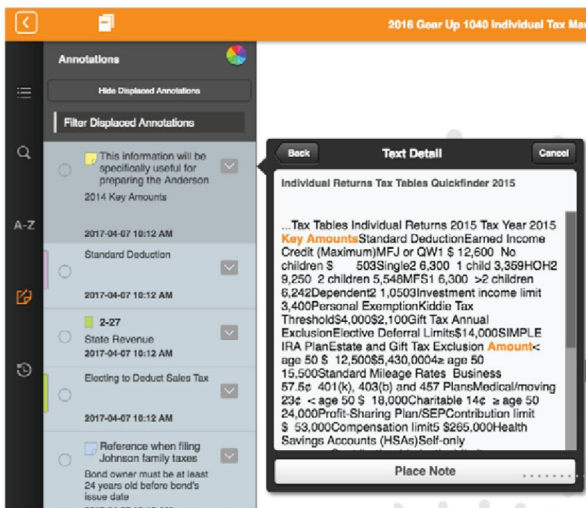 2016 Gear Up 1040 Individual Tax
Annotations
Hide Displaced Annotations
Filter Displaced Annotations
This information will be
specifically useful for
preparing the Anderson
2014 Key Amounts
2017-04-07 10:12 AM
Standard Deduction
2017-04-07 10:12 AM
2-27
State Revenue
2017-04-07 10:12 AM
Electing to Deduct Sales Tax
2017-04-07 10:12 AM
Reference when filing
Johnson family taxes
Bond owner must be at least
24 years old before bond's
issue date
A-Z
Back
Text Detail
Cancel
Individual Returns Tax Tables Quickfinder 2015
...Tax Tables Individual Returns 2015 Tax Year 2015
Key AmountsStandard DeductionEarned Income
Credit (Maximum)MFJ or QW1 $ 12,600 No
children $ 503Single2 6,300 1 child 3,359HOH2
9,250 2 children 5,548MFS1 6,300 >2 children
6,242Dependent2 1,0503Investment income limit
3,400Personal ExemptionKiddie Tax
Threshold$4,000$2,100Gift Tax Annual
ExclusionElective Deferral Limits$14,000SIMPLE
IRA PlanEstate and Gift Tax Exclusion Amount<
age 50 $ 12,500$5,430,0004≥ age 50
15,500Standard Mileage Rates Business
57.5¢ 401(k), 403(b) and 457 PlansMedical/moving
23¢ < age 50 $ 18,000Charitable 14¢ ≥ age 50
24,000Profit-Sharing Plan/SEPContribution limit
$ 53,000Compensation limit5 $265,000Health
Savings Accounts (HSAs)Self-only
Place Note